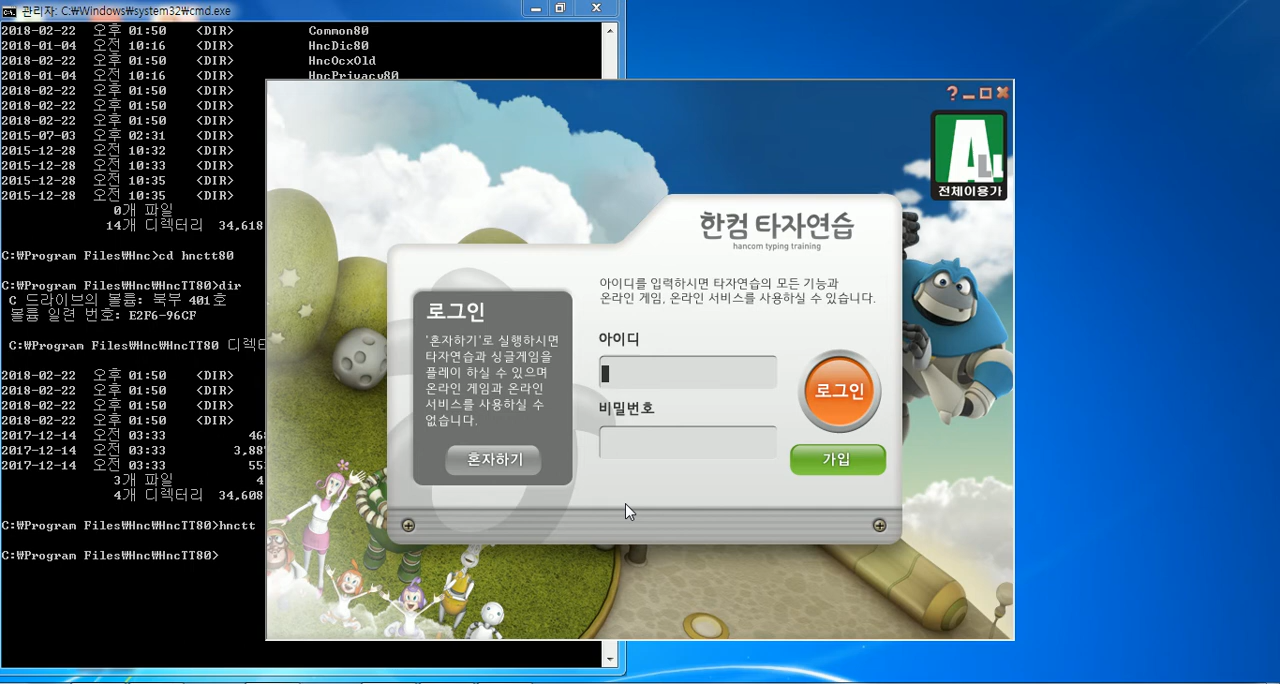 관리자: C:\Windows\system32\cmd.exe
2018-02-22 오후 01:50 <DIR> Common80
2018-01-04 오전 10:16 <DIR> HncDic80
2018-02-22 오후 01:50 <DIR> HncOcxOld
2018-01-04 오전 10:16 <DIR> HncPrivacy80
2018-02-22 오후 01:50 <DIR>
2018-02-22 오후 01:50 <DIR>
2018-02-22 오후 01:50 <DIR>
2015-07-03 오후 02:31 <DIR>
2015-12-28 오전 10:32 <DIR>
2015-12-28 오전 10:33 <DIR>
2015-12-28 오전 10:35 <DIR>
2015-12-28 오전 10:35 <DIR>
0개 파일
14개 디렉터리 34,618
C:₩Program Files₩Hnc>cd hnctt80
C:₩Program Files₩Hnc₩HncTT80>dir
C 드라이브의 볼륨: 북부 401호
볼륨 일련 번호: E2F6-96CF
C:₩Program Files₩Hnc₩HncTT80 디렉터
2018-02-22 오후 01:50 <DIR>
2018-02-22 오후 01:50 <DIR>
2018-02-22 오후 01:50 <DIR>
2018-02-22 오후 01:50 <DIR>
2017-12-14 오전 03:33 46
2017-12-14 오전 03:33 3,88
2017-12-14 오전 03:33 55
3개 파일 4
4개 디렉터리 34,608
C:₩Program Files₩Hnc₩HncTT80>hnctt
C:₩Program Files₩Hnc₩HncTT80>
?
ALL
전체이용가
한컴 타자연습
hancom typing training
아이디를 입력하시면 타자연습의 모든 기능과
온라인 게임, 온라인 서비스를 사용하실 수 있습니다.
로그인
'혼자하기'로 실행하시면
타자연습과 싱글게임을
플레이 하실 수 있으며
온라인 게임과 온라인
서비스를 사용하실 수
없습니다.
혼자하기
아이디
비밀번호
로그인
가입